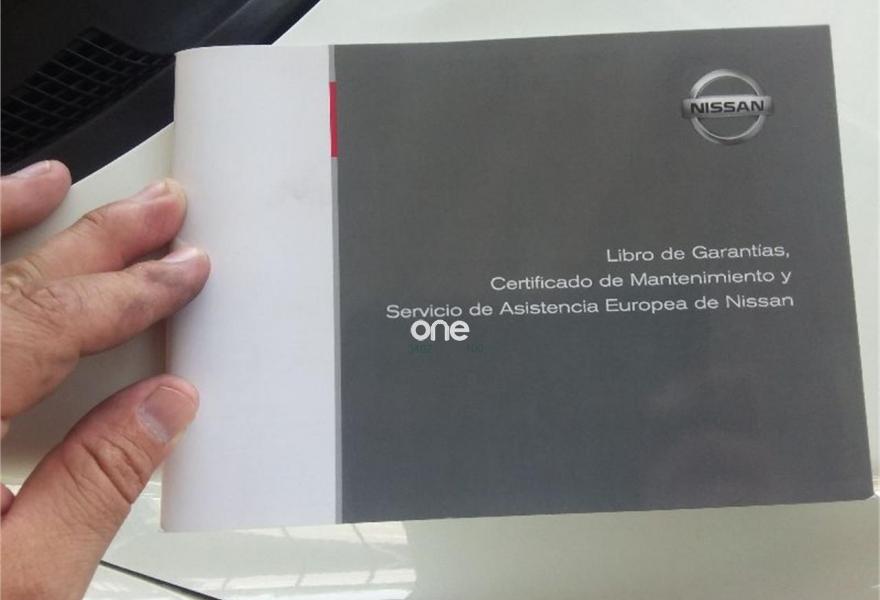 NISSAN
Libro de Garantías,
Certificado de Mantenimiento y
Servicio de Asistencia Europea de Nissan
one